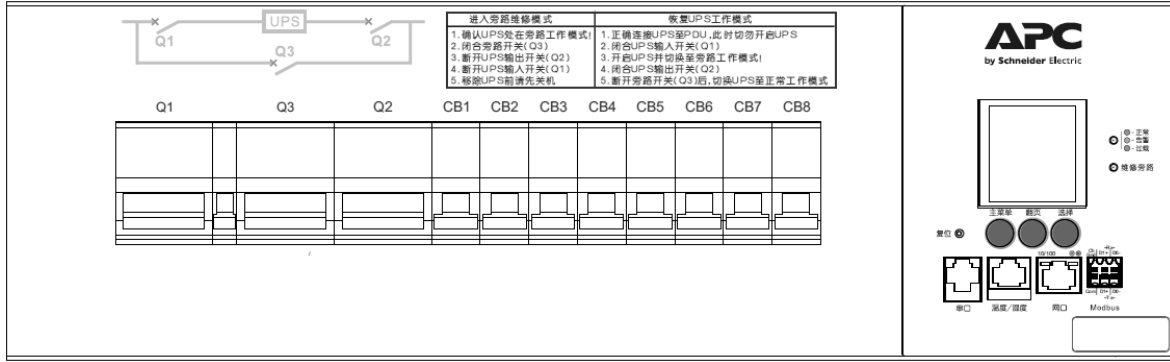 UPS
Q1
Q2
Q3
进入旁路维修模式
1.确认UPS处在旁路工作模式!
2.闭合旁路开关(Q3)
3.断开UPS输出开关(Q2)
4.断开UPS输入开关(Q1)
5.移除UPS前请先关机
恢复UPS工作模式
1.正确连接UPS至PDU,此时切勿开启UPS
2.闭合UPS输入开关(Q1)
3.开启UPS并切换至旁路工作模式!
4.闭合UPS输出开关(Q2)
5.断开旁路开关(Q3)后,切换UPS至正常工作模式
Q1 Q3 Q2 CB1 CB2 CB3 CB4 CB5 CB6 CB7 CB8
APC
by Schneider Electric
-正常
-告警
-过载
维修旁路
主菜单 翻页 选择
复位
10/100
D1+
Com D1+
串口 温度/湿度 网口 Modbus